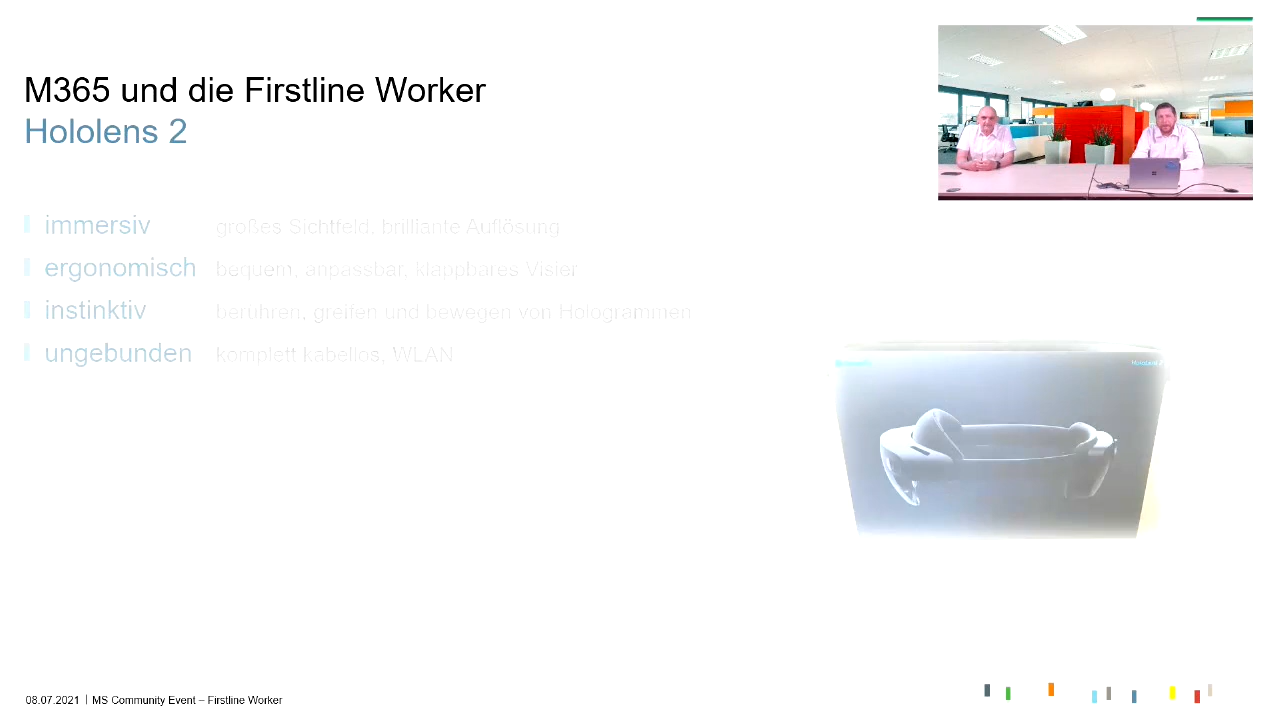 M365 und die Firstline Worker
Hololens 2
immersiv großes Sichtfeld, brilliante Auflösung
ergonomisch bequem, anpassbar, klappbares Visier
instinktiv berühren, greifen und bewegen von Hologrammen
ungebunden komplett kabellos, WLAN
08.07.2021 | MS Community Event – Firstline Worker